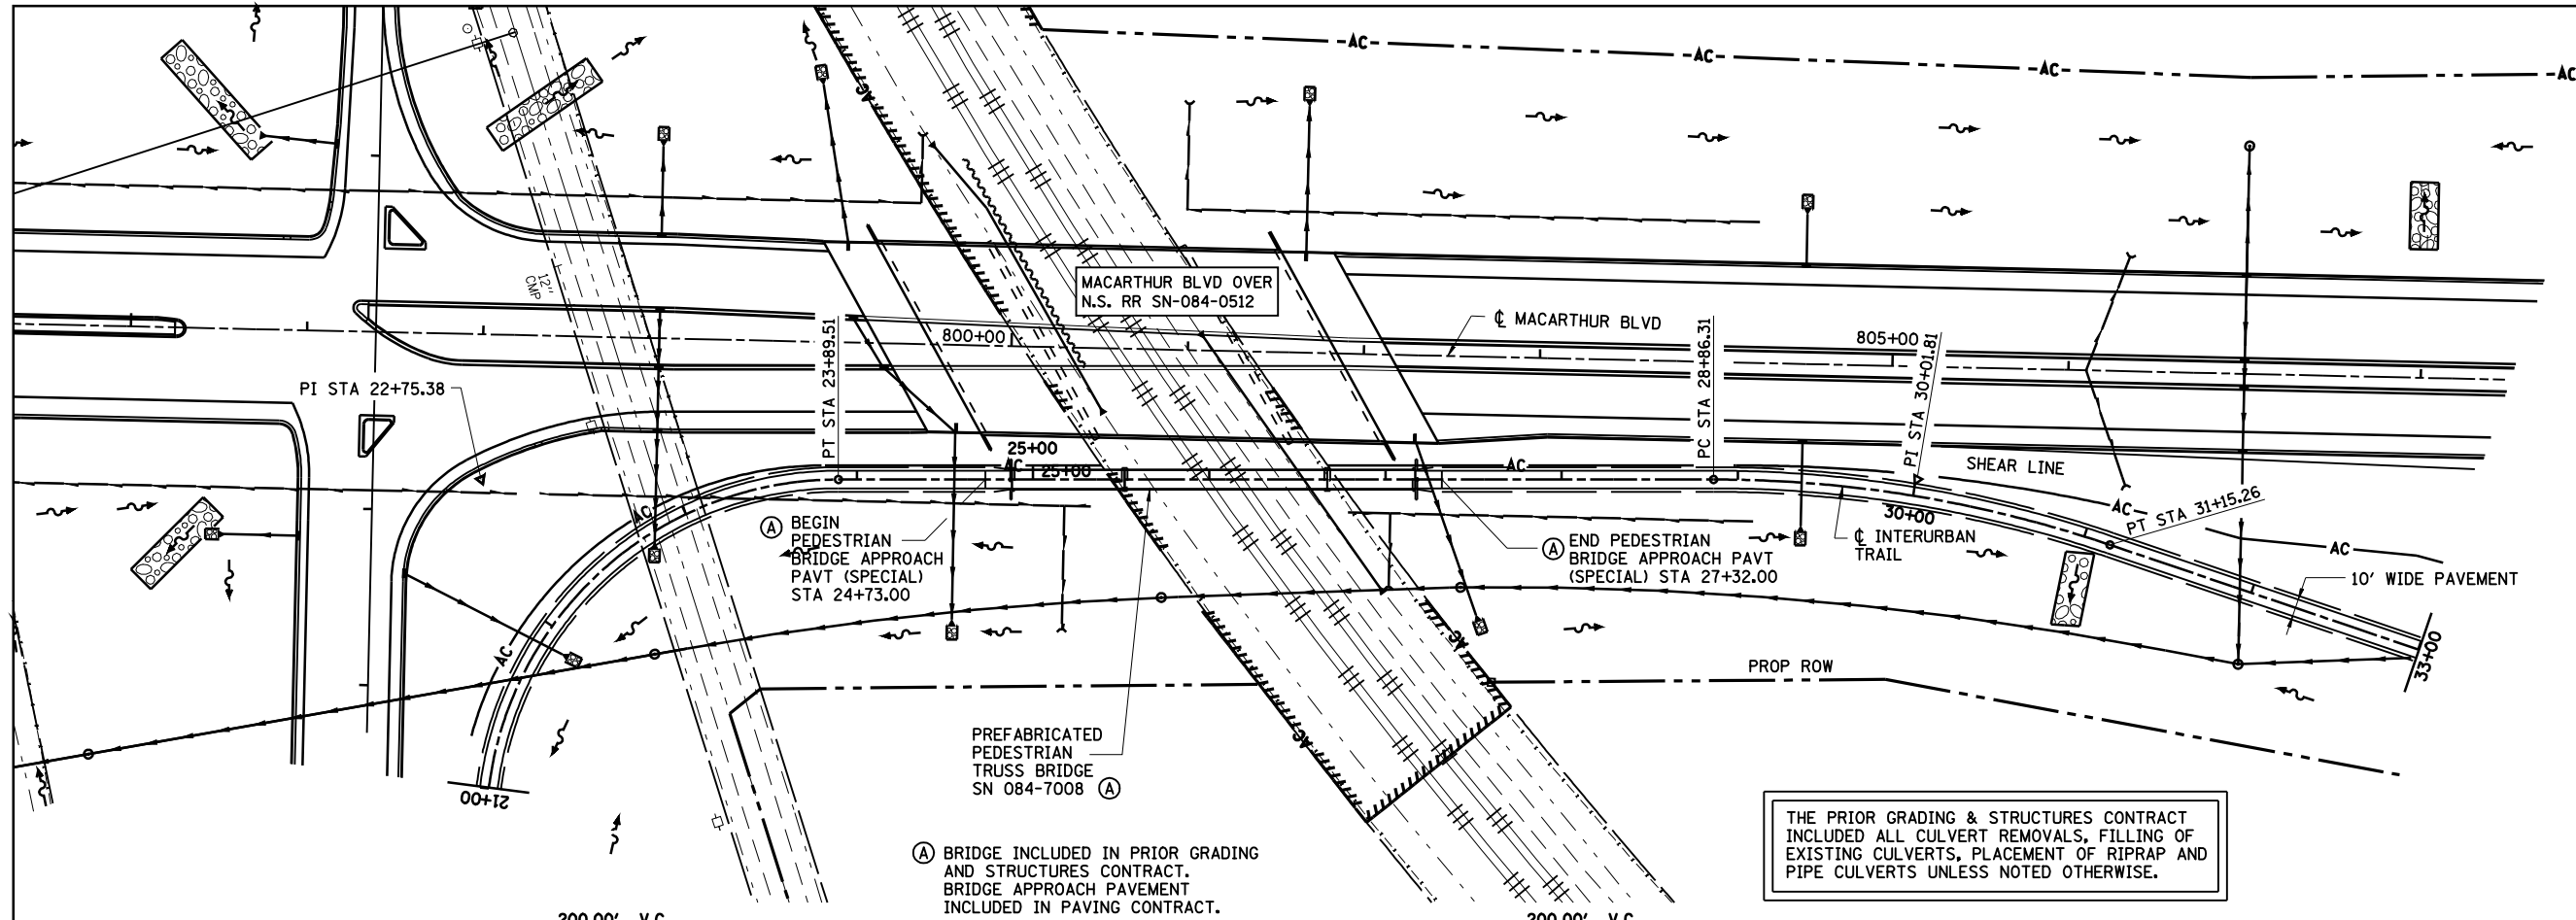 AC
AC
AC
AC
AC
12" CMP
MACARTHUR BLVD OVER
N.S. RR SN-084-0512
800+00
℄ MACARTHUR BLVD
805+00
PI STA 22+75.38
PT STA 23+89.51
PC STA 28+86.31
PI STA 30+01.81
25+00
AC
25+00
AC
SHEAR LINE
AC
PT STA 31+15.26
AC
30+00
℄ INTERURBAN
TRAIL
AC
Ⓐ BEGIN
PEDESTRIAN
BRIDGE APPROACH
PAVT (SPECIAL)
STA 24+73.00
Ⓐ END PEDESTRIAN
BRIDGE APPROACH PAVT
(SPECIAL) STA 27+32.00
10' WIDE PAVEMENT
AC
AC
PROP ROW
33+00
AC
PREFABRICATED
PEDESTRIAN
TRUSS BRIDGE
SN 084-7008 Ⓐ
21+00
Ⓐ BRIDGE INCLUDED IN PRIOR GRADING
AND STRUCTURES CONTRACT.
BRIDGE APPROACH PAVEMENT
INCLUDED IN PAVING CONTRACT.
THE PRIOR GRADING & STRUCTURES CONTRACT
INCLUDED ALL CULVERT REMOVALS, FILLING OF
EXISTING CULVERTS, PLACEMENT OF RIPRAP AND
PIPE CULVERTS UNLESS NOTED OTHERWISE.
200.00' V.C.
200.00' V.C.